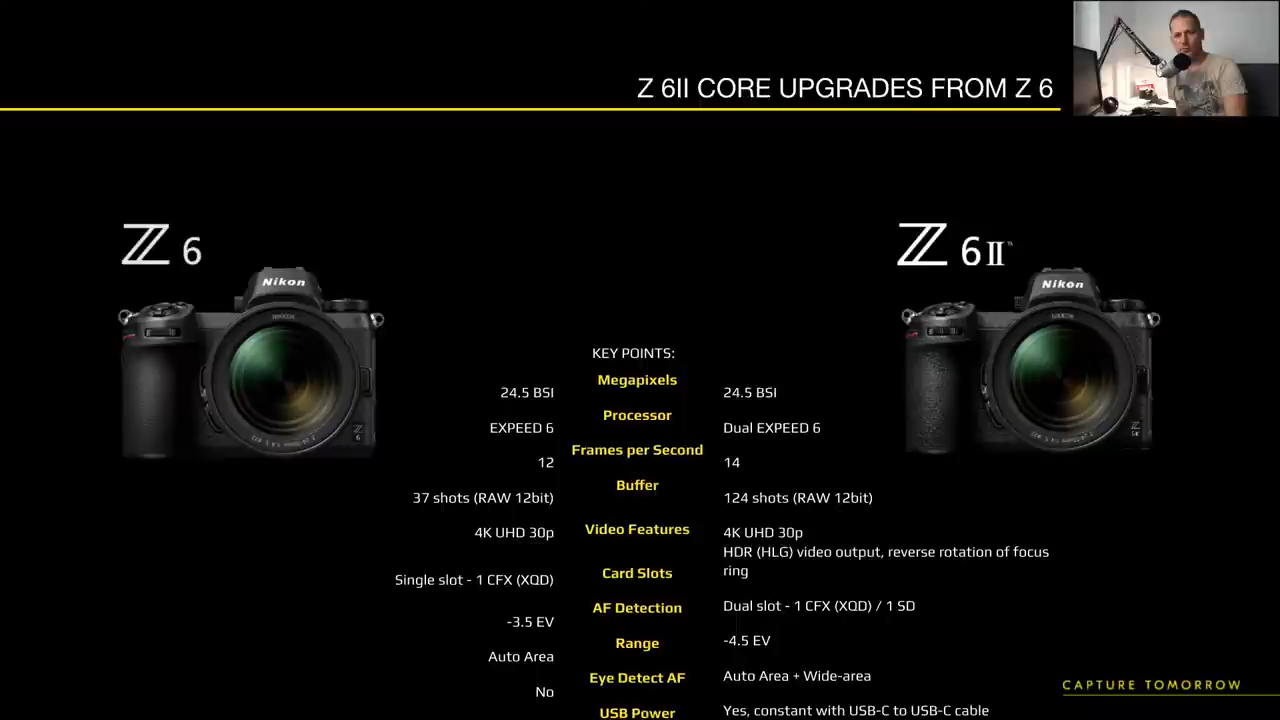 Z 6II CORE UPGRADES FROM Z 6
Z 6
Z 6II
Nikon
Nikon
KEY POINTS:
Megapixels
24.5 BSI
24.5 BSI
Processor
EXPEED 6
Dual EXPEED 6
Frames per Second
12
14
Buffer
37 shots (RAW 12bit)
124 shots (RAW 12bit)
Video Features
4K UHD 30p
4K UHD 30p
HDR (HLG) video output, reverse rotation of focus
ring
Card Slots
Single slot - 1 CFX (XQD)
Dual slot - 1 CFX (XQD) / 1 SD
AF Detection
-3.5 EV
-4.5 EV
Range
Auto Area
Auto Area + Wide-area
Eye Detect AF
No
Yes, constant with USB-C to USB-C cable
USB Power
CAPTURE TOMORROW